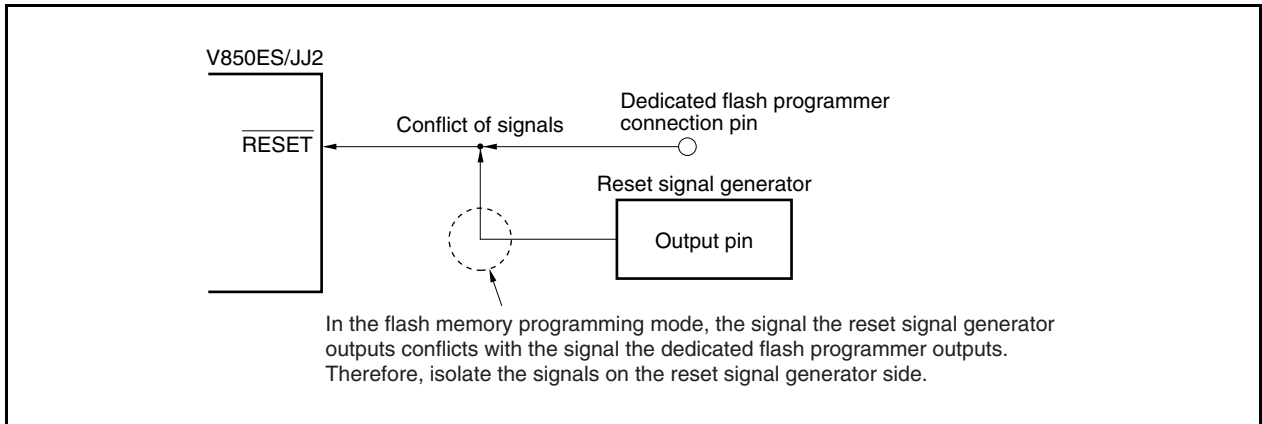 V850ES/JJ2
RESET
Conflict of signals
Dedicated flash programmer
connection pin
Reset signal generator
Output pin
In the flash memory programming mode, the signal the reset signal generator
outputs conflicts with the signal the dedicated flash programmer outputs.
Therefore, isolate the signals on the reset signal generator side.